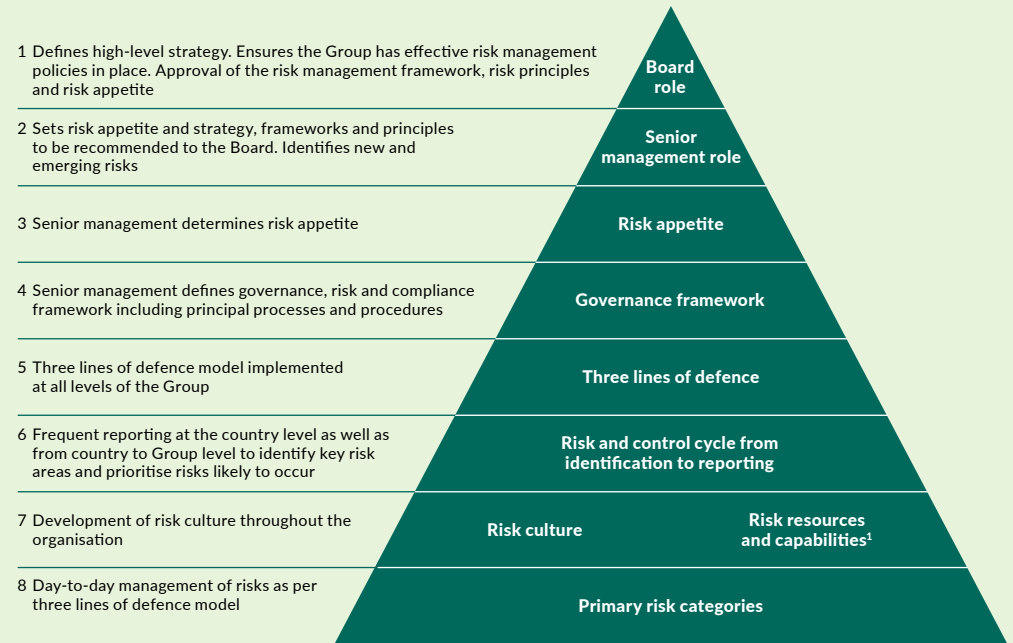 1 Defines high-level strategy. Ensures the Group has effective risk management
policies in place. Approval of the risk management framework, risk principles
and risk appetite
Board
role
2 Sets risk appetite and strategy, frameworks and principles
to be recommended to the Board. Identifies new and
emerging risks
Senior
management role
3 Senior management determines risk appetite
Risk appetite
4 Senior management defines governance, risk and compliance
framework including principal processes and procedures
Governance framework
5 Three lines of defence model implemented
at all levels of the Group
Three lines of defence
6 Frequent reporting at the country level as well as
from country to Group level to identify key risk
areas and prioritise risks likely to occur
Risk and control cycle from
identification to reporting
7 Development of risk culture throughout the
organisation
Risk culture
Risk resources
and capabilities¹
8 Day-to-day management of risks as per
three lines of defence model
Primary risk categories